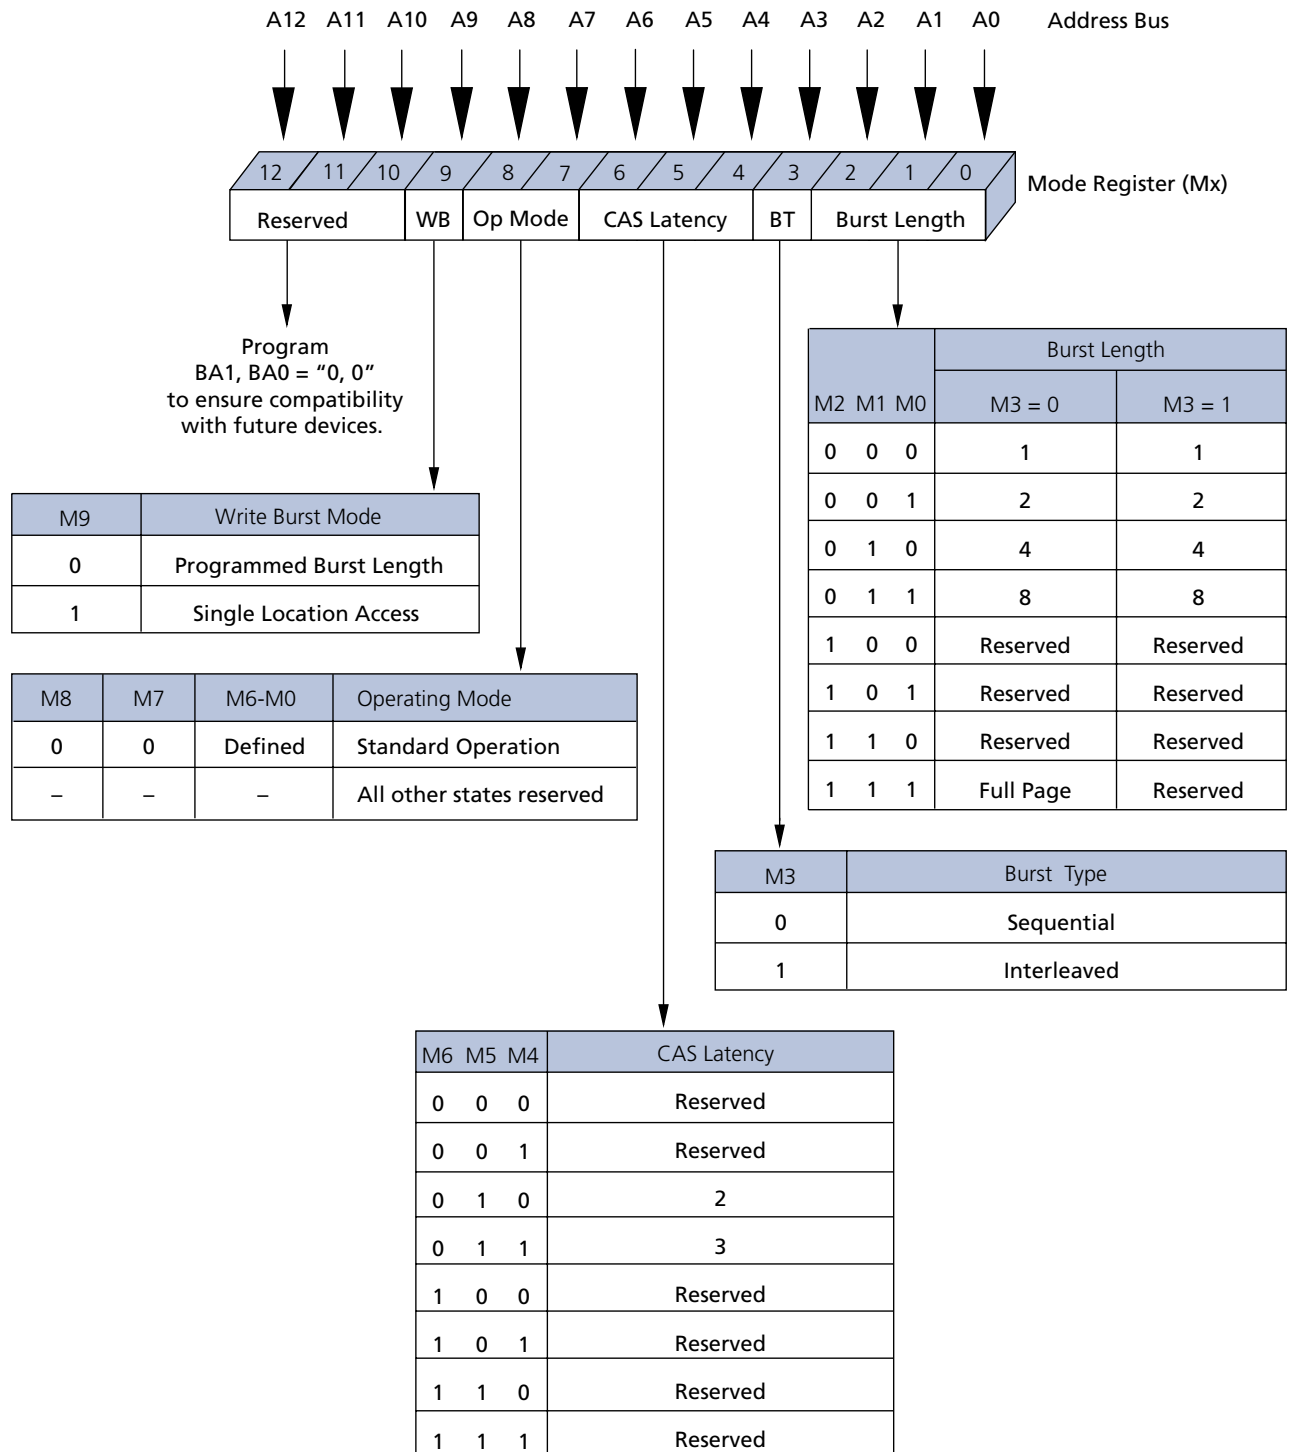 A12 A11 A10 A9 A8 A7 A6 A5 A4 A3 A2 A1 A0 Address Bus
12 11 10 9 8 7 6 5 4 3 2 1 0
Mode Register (Mx)
Reserved WB Op Mode CAS Latency BT Burst Length
Program
BA1, BA0 = “0, 0”
to ensure compatibility
with future devices.
Burst Length
M2 M1 M0 M3 = 0 M3 = 1
0 0 0 1 1
0 0 1 2 2
0 1 0 4 4
0 1 1 8 8
1 0 0 Reserved Reserved
1 0 1 Reserved Reserved
1 1 0 Reserved Reserved
1 1 1 Full Page Reserved
M9 Write Burst Mode
0 Programmed Burst Length
1 Single Location Access
M8 M7 M6-M0 Operating Mode
0 0 Defined Standard Operation
– – – All other states reserved
M3 Burst Type
0 Sequential
1 Interleaved
M6 M5 M4 CAS Latency
0 0 0 Reserved
0 0 1 Reserved
0 1 0 2
0 1 1 3
1 0 0 Reserved
1 0 1 Reserved
1 1 0 Reserved
1 1 1 Reserved